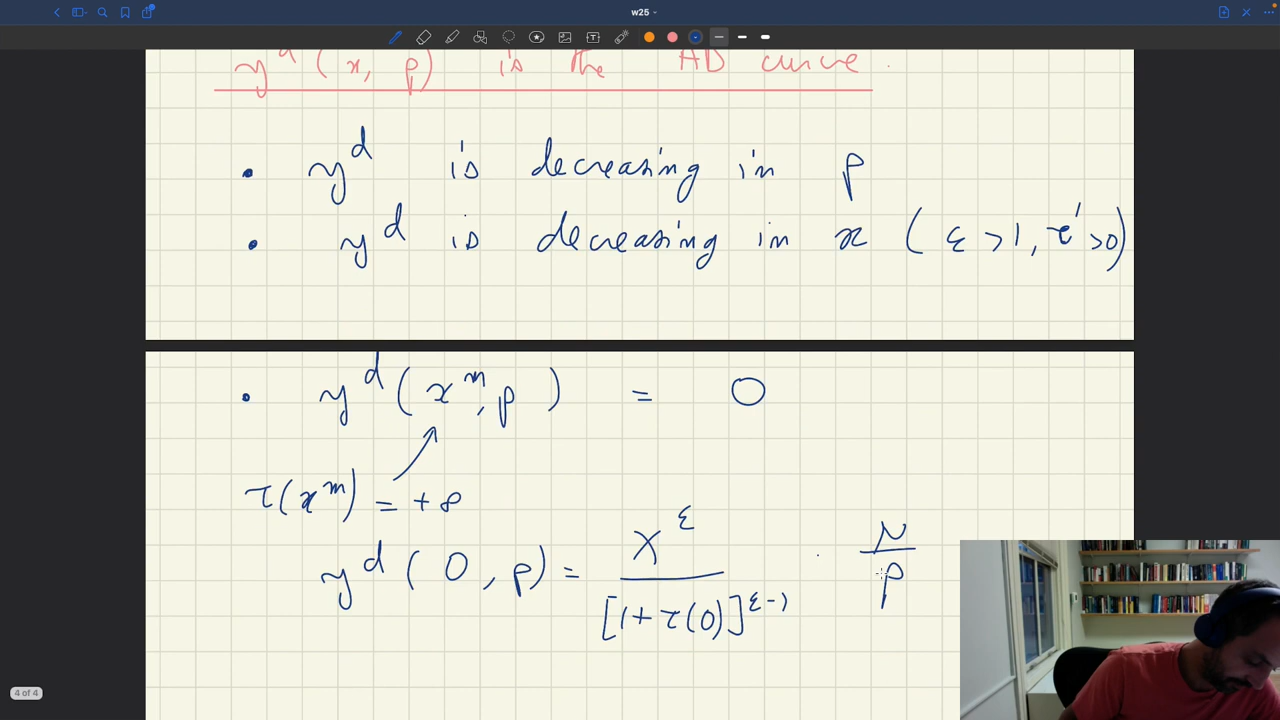 w25
y^d (x, p) is the AD curve.
• y^d is decreasing in p
• y^d is decreasing in x (ε > 1, τ' > 0)
• y^d (x^m, p) = 0
τ(x^m) = +∞
y^d (0, p) = χ^ε / [1 + τ(0)]^{ε-1} · μ / p
4 of 4